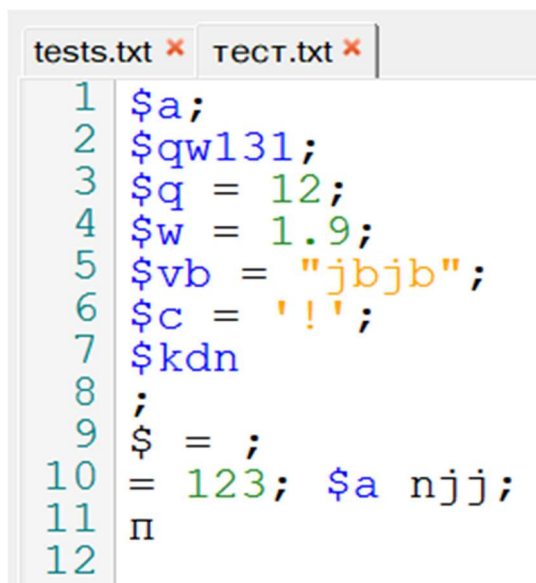 tests.txt тест.txt
1 $a;
2 $qw131;
3 $q = 12;
4 $w = 1.9;
5 $vb = "jbjb";
6 $c = '!';
7 $kdn
8 ;
9 $ = ;
10 = 123; $a njj;
11 п
12